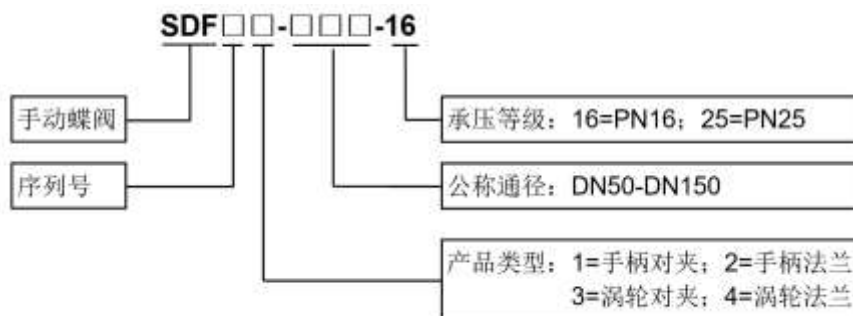 SDF□□-□□□-16
手动蝶阀
承压等级：16=PN16；25=PN25
序列号
公称通径：DN50-DN150
产品类型：1=手柄对夹；2=手柄法兰
3=涡轮对夹；4=涡轮法兰